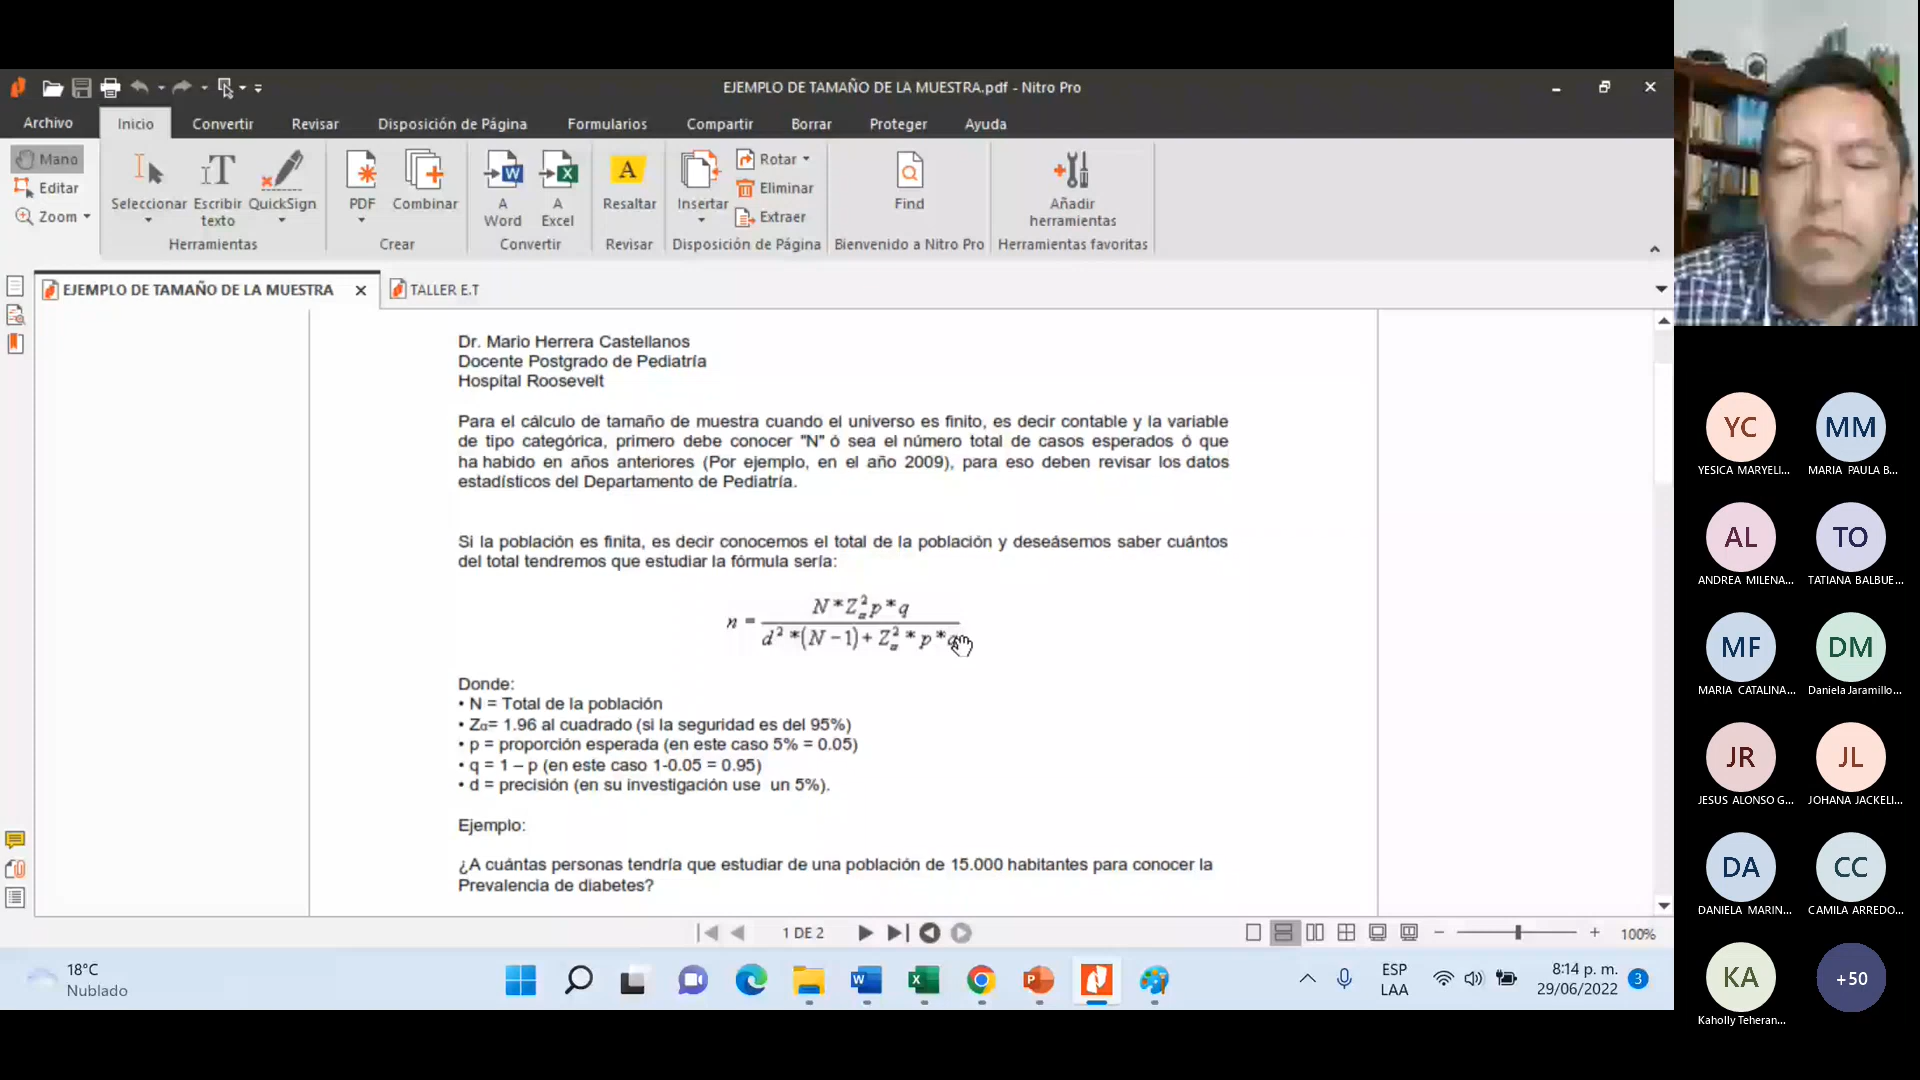 EJEMPLO DE TAMAÑO DE LA MUESTRA.pdf - Nitro Pro
Archivo Inicio Convertir Revisar Disposición de Página Formularios Compartir Borrar Proteger Ayuda
Mano
Editar
Zoom
Seleccionar
Escribir texto
QuickSign
Herramientas
PDF
Combinar
Crear
A Word
A Excel
Convertir
Resaltar
Revisar
Insertar
Rotar
Eliminar
Extraer
Disposición de Página
Find
Bienvenido a Nitro Pro
Añadir herramientas
Herramientas favoritas
EJEMPLO DE TAMAÑO DE LA MUESTRA
TALLER E.T
Dr. Mario Herrera Castellanos
Docente Postgrado de Pediatría
Hospital Roosevelt
Para el cálculo de tamaño de muestra cuando el universo es finito, es decir contable y la variable
de tipo categórica, primero debe conocer "N" ó sea el número total de casos esperados ó que
ha habido en años anteriores (Por ejemplo, en el año 2009), para eso deben revisar los datos
estadísticos del Departamento de Pediatría.
Si la población es finita, es decir conocemos el total de la población y deseásemos saber cuántos
del total tendremos que estudiar la fórmula sería:
n = N * Z²α p * q
d² * (N − 1) + Z²α * p * q
Donde:
• N = Total de la población
• Zα= 1.96 al cuadrado (si la seguridad es del 95%)
• p = proporción esperada (en este caso 5% = 0.05)
• q = 1 – p (en este caso 1-0.05 = 0.95)
• d = precisión (en su investigación use un 5%).
Ejemplo:
¿A cuántas personas tendría que estudiar de una población de 15.000 habitantes para conocer la
Prevalencia de diabetes?
1 DE 2
100%
18°C
Nublado
ESP
LAA
8:14 p. m.
29/06/2022
3
YC
YESICA MARYELI...
MM
MARIA PAULA B...
AL
ANDREA MILENA...
TO
TATIANA BALBUE...
MF
MARIA CATALINA...
DM
Daniela Jaramillo...
JR
JESUS ALONSO G...
JL
JOHANA JACKELI...
DA
DANIELA MARIN...
CC
CAMILA ARREDO...
KA
Kaholly Teheran...
+50